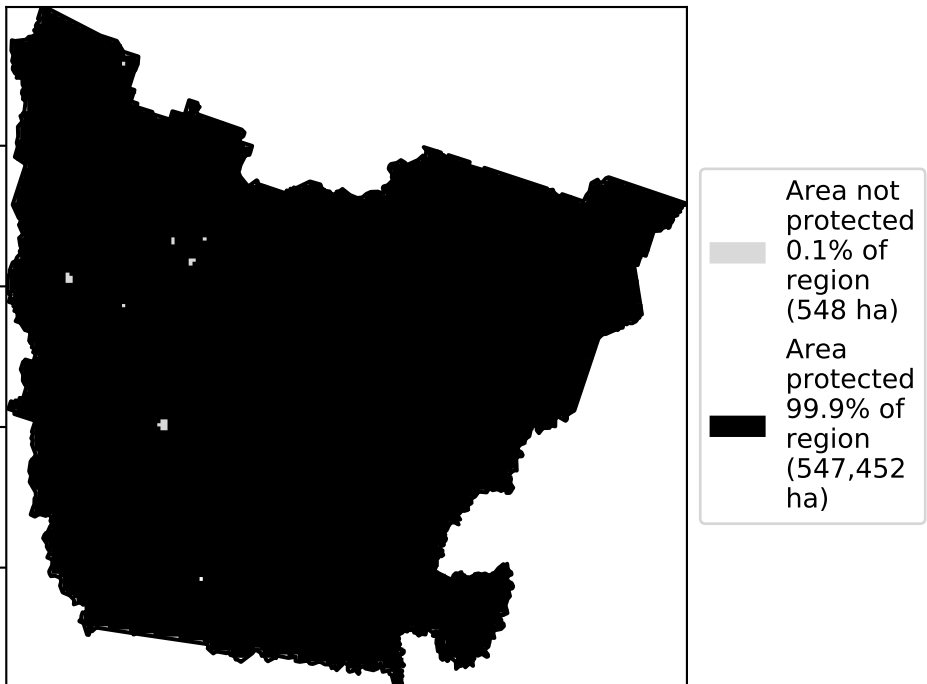 Area not
protected
0.1% of
region
(548 ha)
Area
protected
99.9% of
region
(547,452
ha)